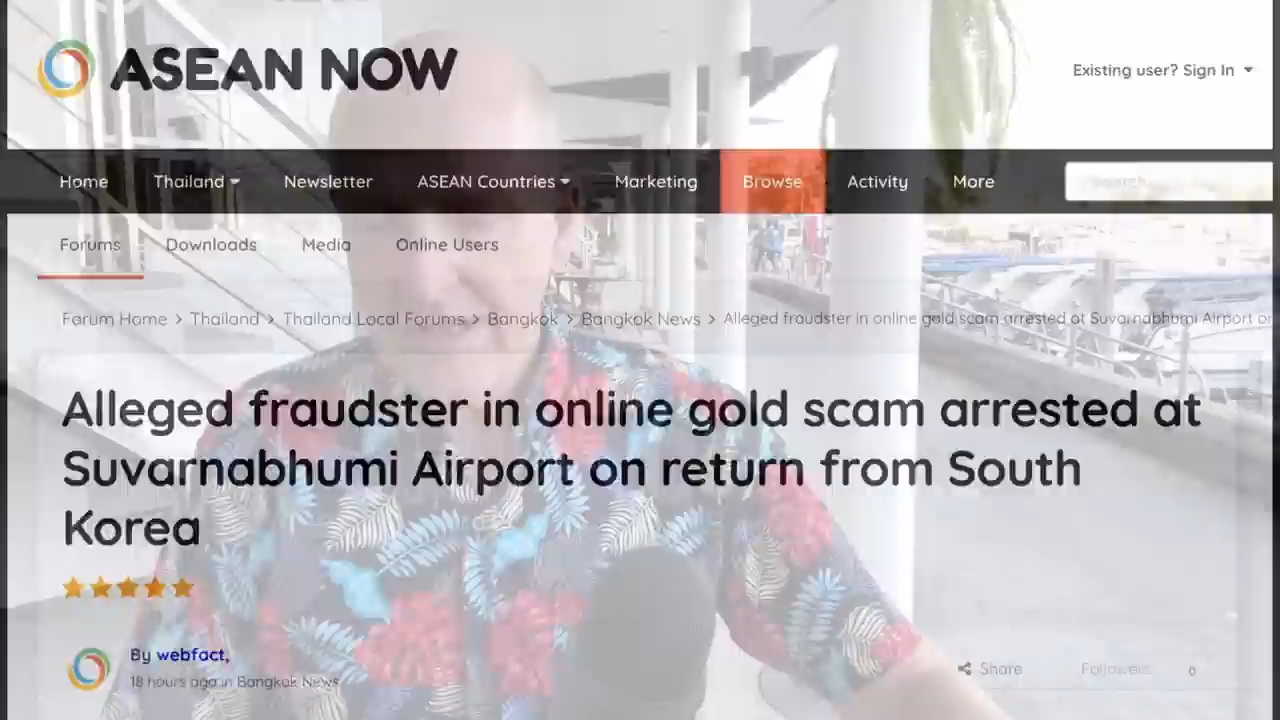 ASEAN NOW
Existing user? Sign In
Home Thailand Newsletter ASEAN Countries Marketing Browse Activity More Search...
Forums Downloads Media Online Users
Forum Home > Thailand > Thailand Local Forums > Bangkok > Bangkok News > Alleged fraudster in online gold scam arrested at Suvarnabhumi Airport or
Alleged fraudster in online gold scam arrested at
Suvarnabhumi Airport on return from South
Korea
By webfact,
18 hours ago in Bangkok News
Share Followers 0